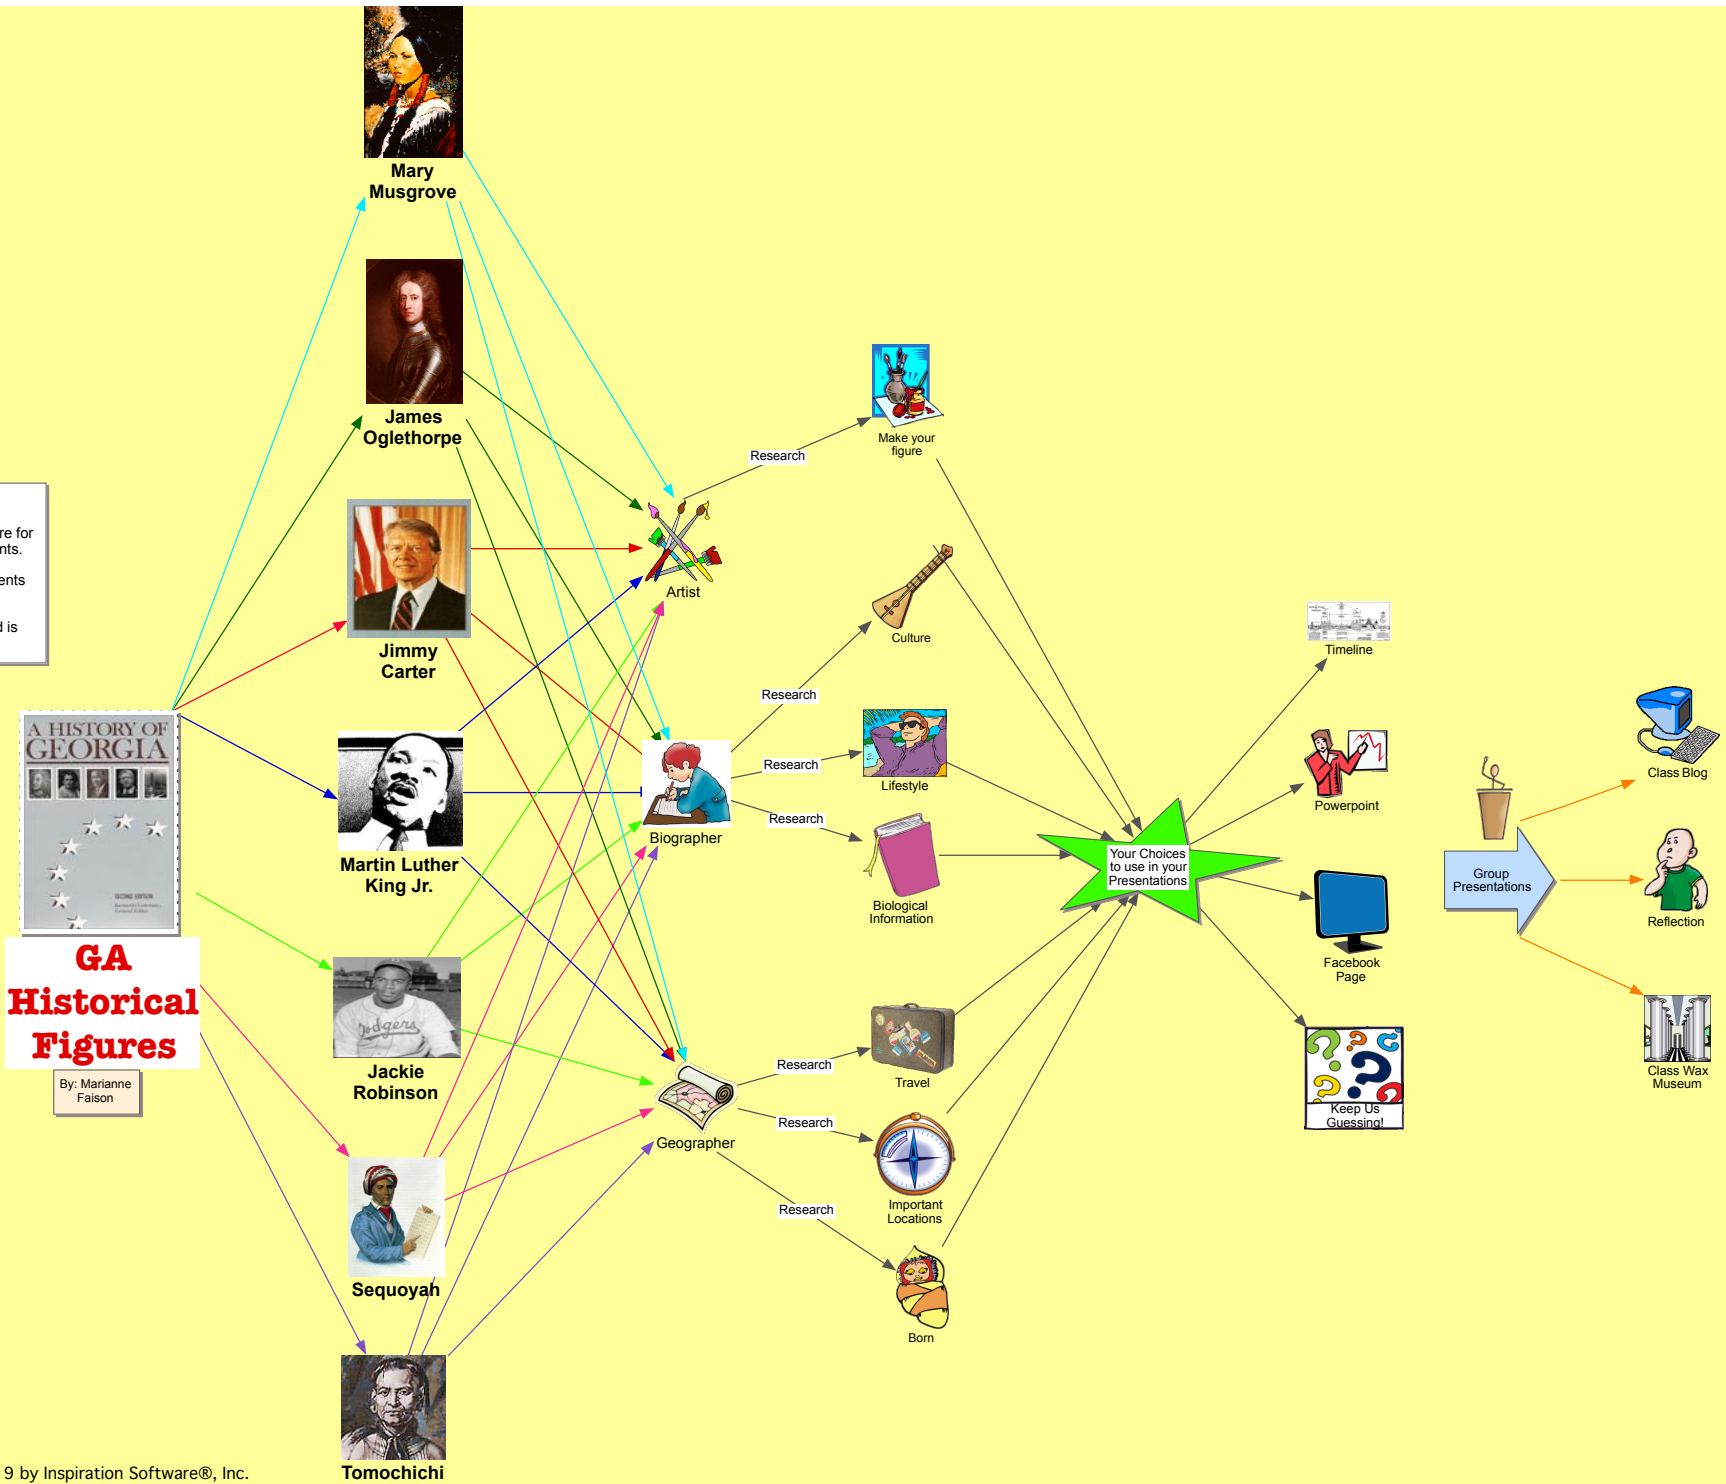 Mary
Musgrove
James
Oglethorpe
Jimmy
Carter
Martin Luther
King Jr.
Jackie
Robinson
Sequoyah
Tomochichi
re for
nts.
ents
d is
A HISTORY OF
GEORGIA
SECOND EDITION
GA
Historical
Figures
By: Marianne
Faison
Artist
Biographer
Geographer
Research
Research
Research
Research
Research
Research
Research
Make your
figure
Culture
Lifestyle
Biological
Information
Travel
Important
Locations
Born
Dodgers
Your Choices
to use in your
Presentations
Timeline
Powerpoint
Facebook
Page
Keep Us
Guessing!
Group
Presentations
Class Blog
Reflection
Class Wax
Museum
9 by Inspiration Software®, Inc.